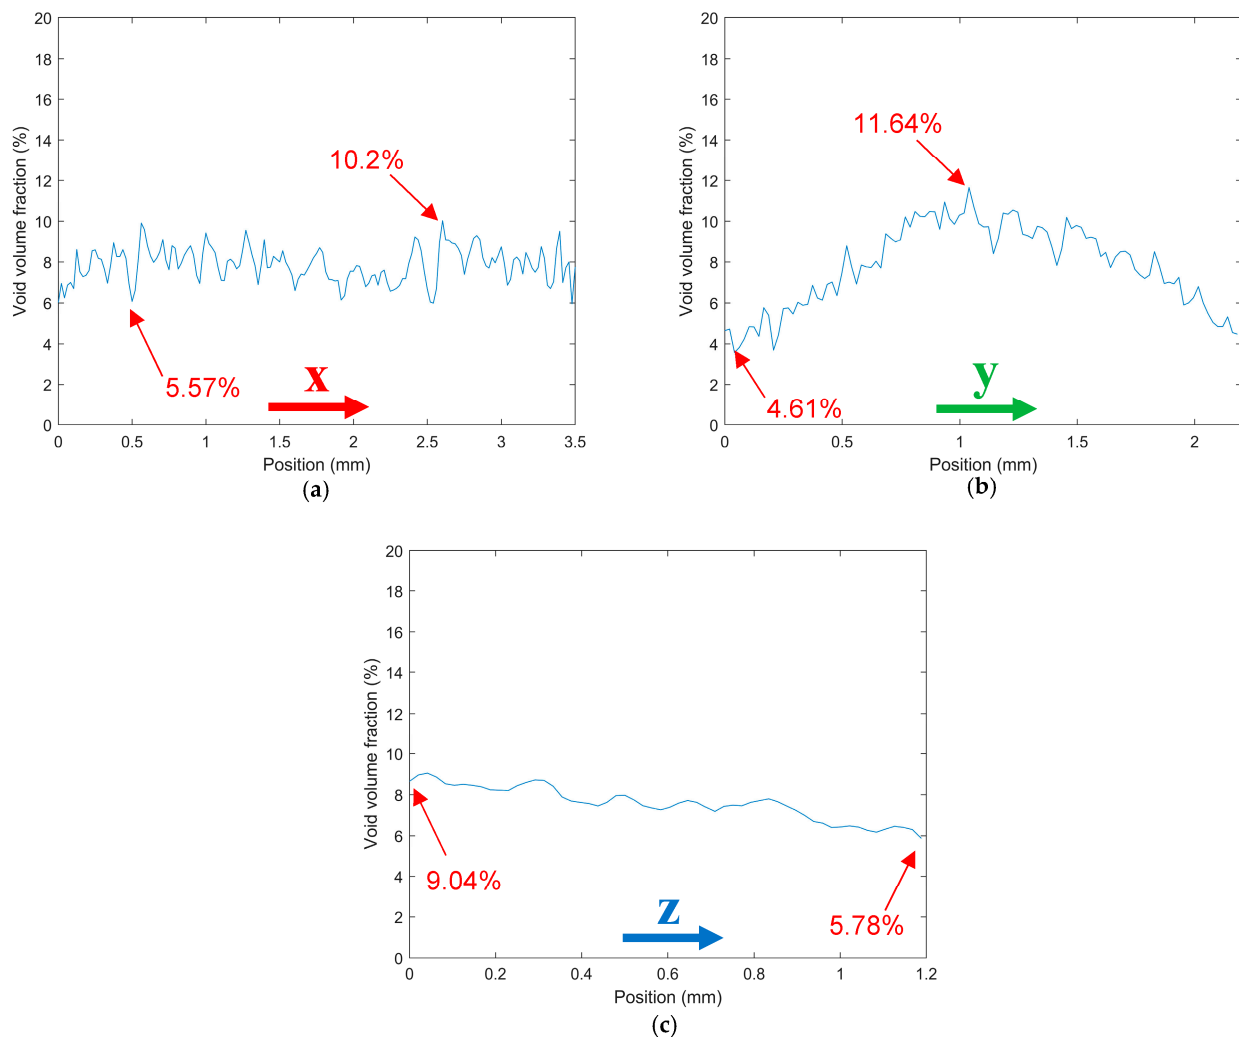 20
18
16
14
12
10
8
6
4
2
0
Void volume fraction (%)
10.2%
5.57%
x
0 0.5 1 1.5 2 2.5 3 3.5
Position (mm)
(a)
20
18
16
14
12
10
8
6
4
2
0
Void volume fraction (%)
11.64%
4.61%
y
0 0.5 1 1.5 2
Position (mm)
(b)
20
18
16
14
12
10
8
6
4
2
0
Void volume fraction (%)
9.04%
5.78%
z
0 0.2 0.4 0.6 0.8 1 1.2
Position (mm)
(c)